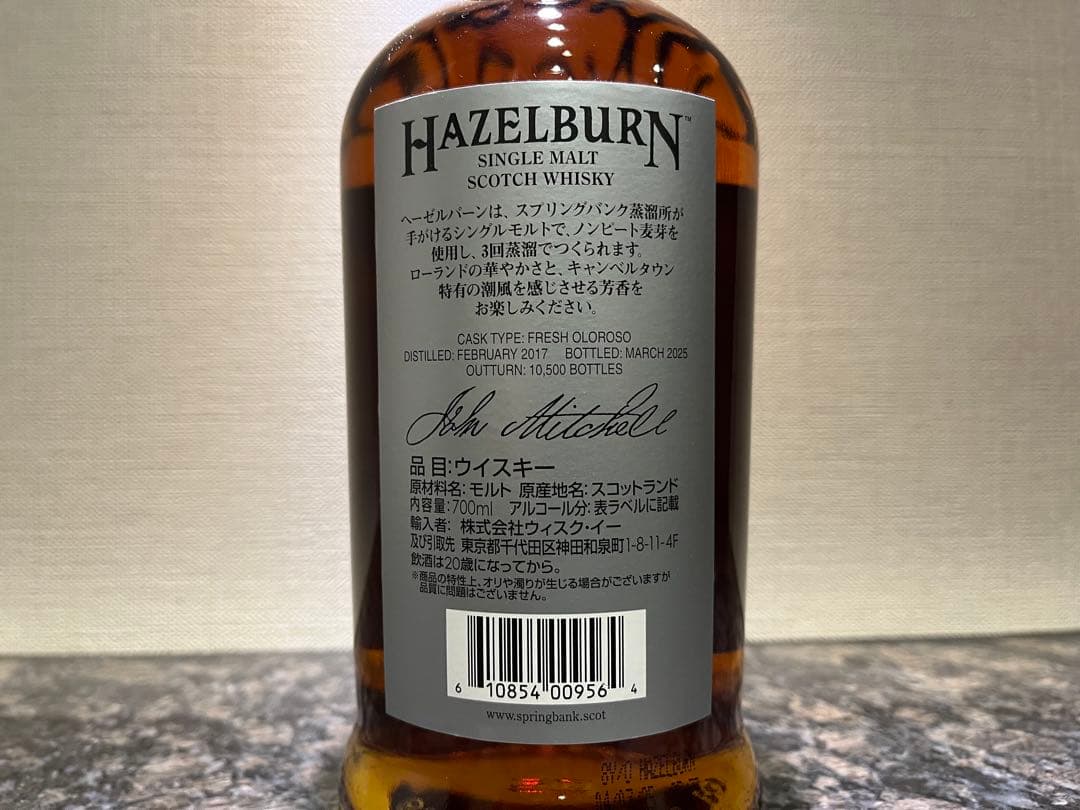 HAZELBURN™
SINGLE MALT
SCOTCH WHISKY
ヘーゼルバーンは、スプリングバンク蒸溜所が
手がけるシングルモルトで、ノンピート麦芽を
使用し、3回蒸溜でつくられます。
ローランドの華やかさと、キャンベルタウン
特有の潮風を感じさせる芳香を
お楽しみください。
CASK TYPE: FRESH OLOROSO
DISTILLED: FEBRUARY 2017 BOTTLED: MARCH 2025
OUTTURN: 10,500 BOTTLES
John Mitchell
品目:ウイスキー
原材料名:モルト 原産地名:スコットランド
内容量:700ml アルコール分:表ラベルに記載
輸入者: 株式会社ウィスク・イー
及び引取先 東京都千代田区神田和泉町1-8-11-4F
飲酒は20歳になってから。
※商品の特性上、オリや濁りが生じる場合がございますが
品質に問題はございません。
6 10854 00956 4
www.springbank.scot
HAZELBURN